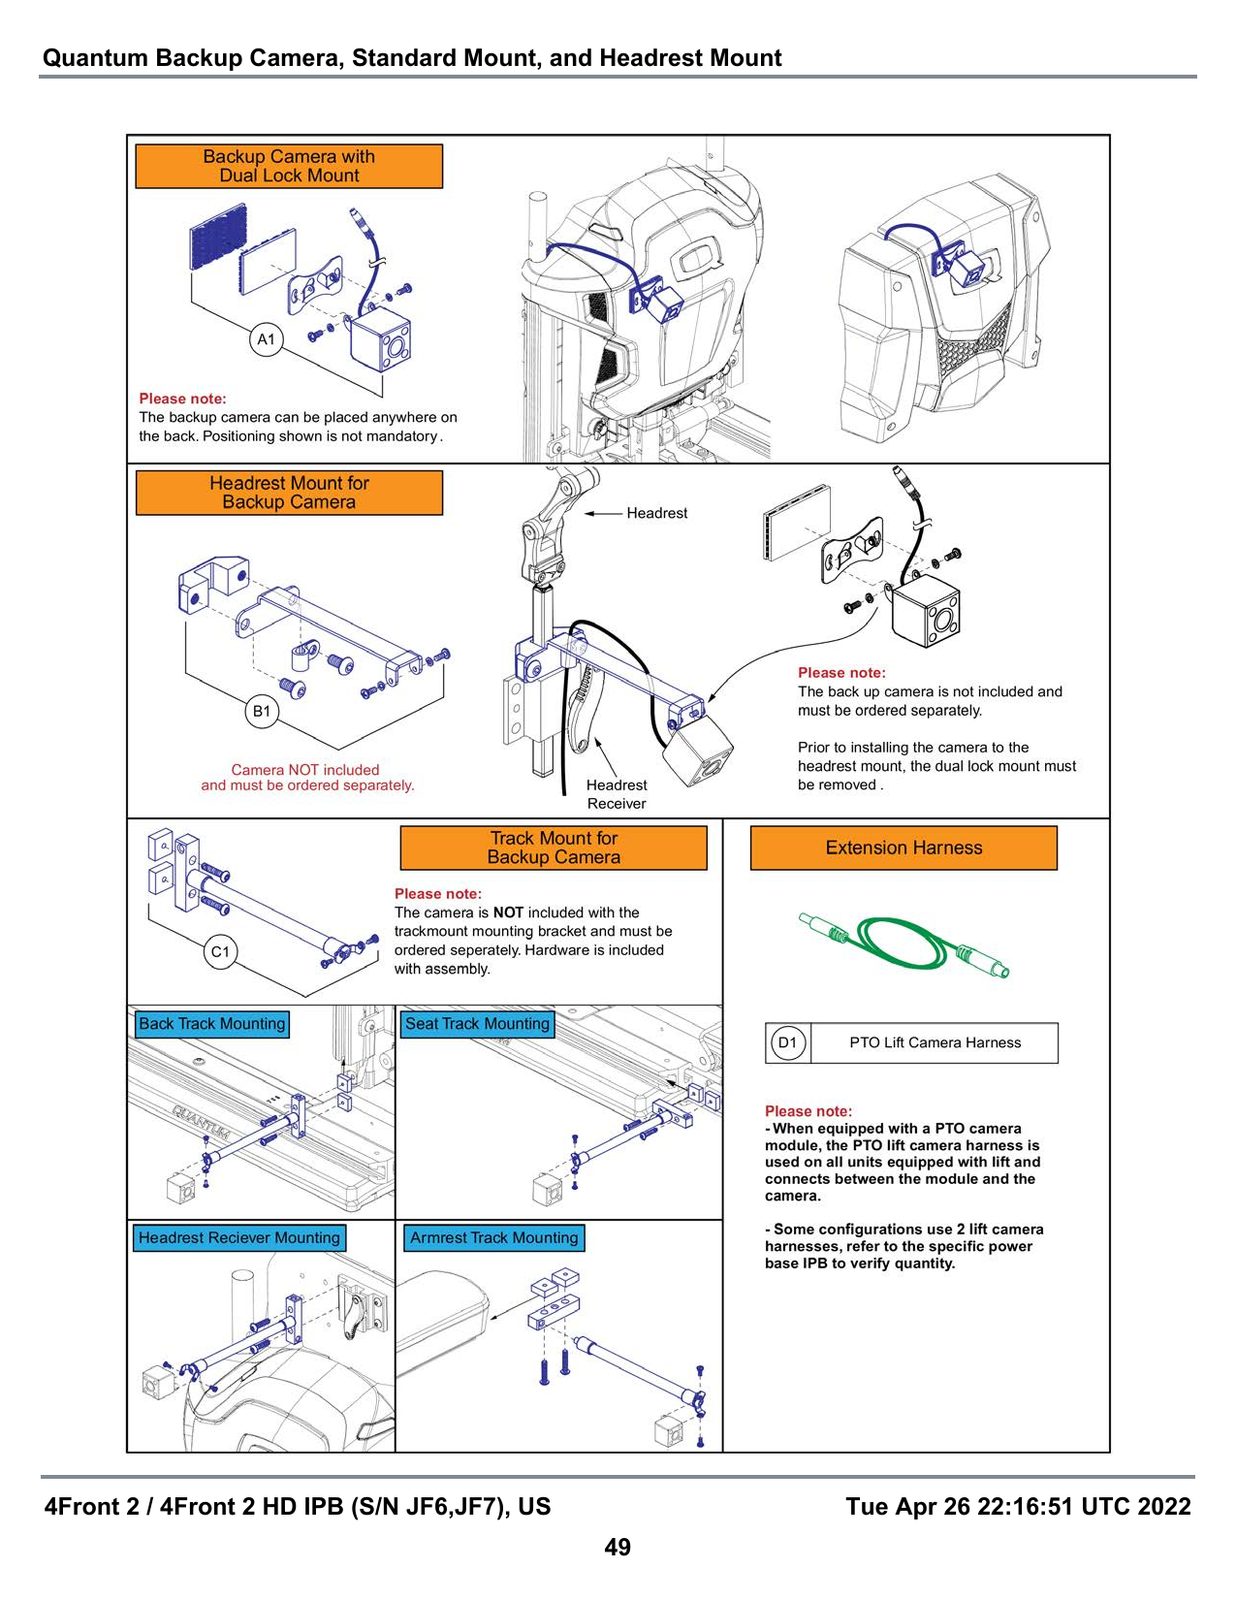 Quantum Backup Camera, Standard Mount, and Headrest Mount
Backup Camera with
Dual Lock Mount
A1
Please note:
The backup camera can be placed anywhere on
the back. Positioning shown is not mandatory .
Headrest Mount for
Backup Camera
Headrest
B1
Camera NOT included
and must be ordered separately.
Headrest
Receiver
Please note:
The back up camera is not included and
must be ordered separately.
Prior to installing the camera to the
headrest mount, the dual lock mount must
be removed .
Track Mount for
Backup Camera
Please note:
The camera is NOT included with the
trackmount mounting bracket and must be
ordered seperately. Hardware is included
with assembly.
C1
Extension Harness
D1 PTO Lift Camera Harness
Please note:
- When equipped with a PTO camera
module, the PTO lift camera harness is
used on all units equipped with lift and
connects between the module and the
camera.
- Some configurations use 2 lift camera
harnesses, refer to the specific power
base IPB to verify quantity.
Back Track Mounting
QUANTUM
Seat Track Mounting
QUANTUM
Headrest Reciever Mounting
Armrest Track Mounting
4Front 2 / 4Front 2 HD IPB (S/N JF6,JF7), US
Tue Apr 26 22:16:51 UTC 2022
49